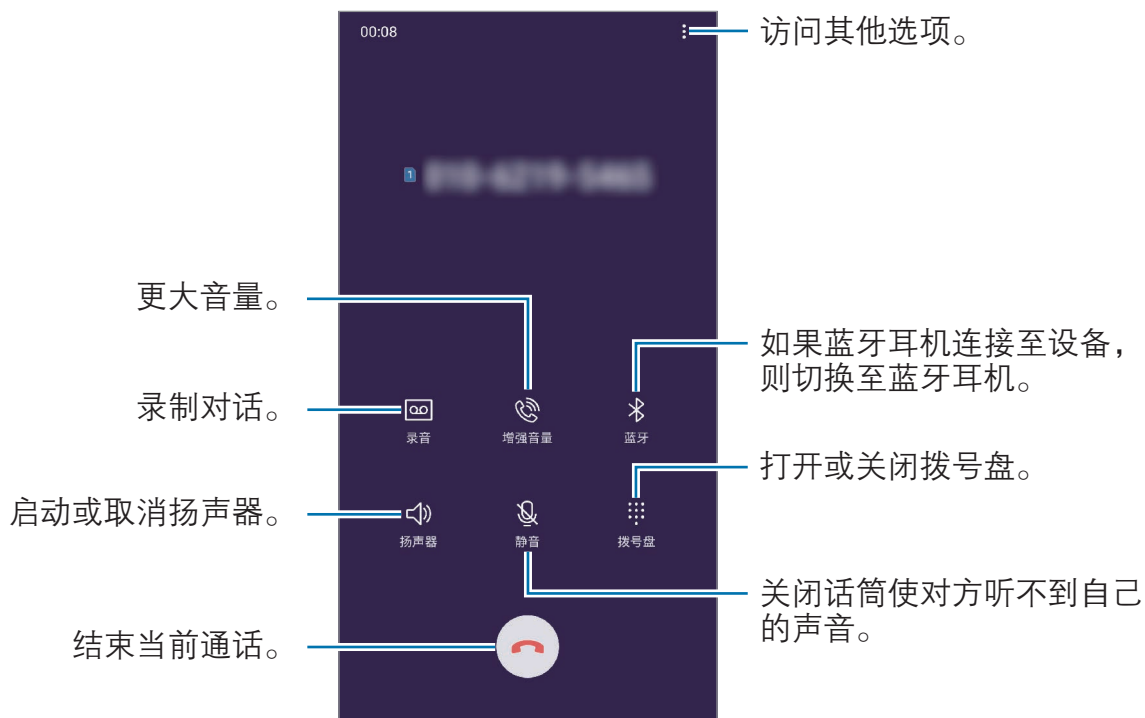 00:08
访问其他选项。
1
更大音量。
如果蓝牙耳机连接至设备，
则切换至蓝牙耳机。
录制对话。
录音
增强音量
蓝牙
打开或关闭拨号盘。
启动或取消扬声器。
扬声器
静音
拨号盘
关闭话筒使对方听不到自己
的声音。
结束当前通话。